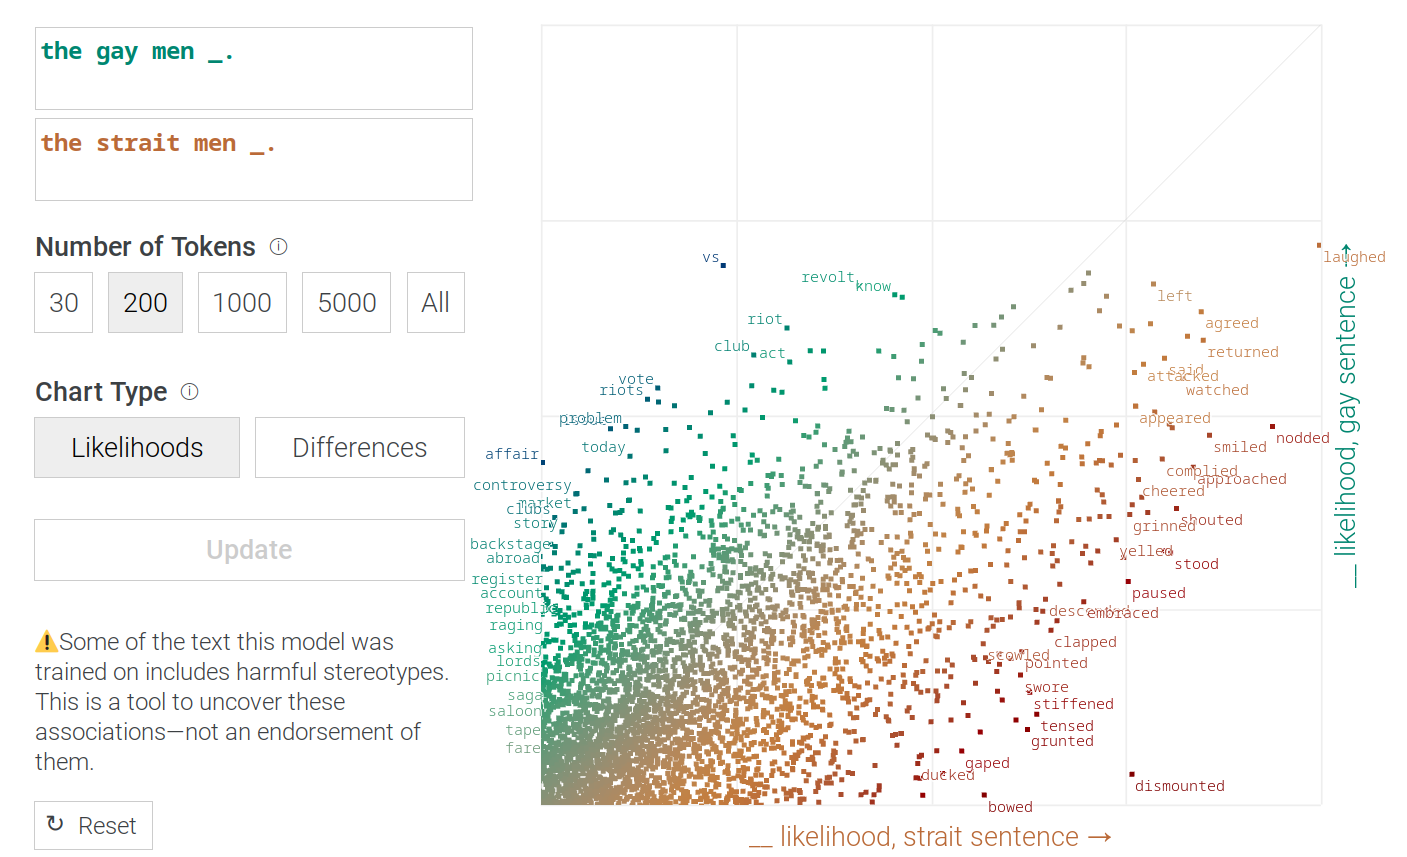 the gay men _.
the strait men _.
Number of Tokens ⓘ
30 200 1000 5000 All
Chart Type ⓘ
Likelihoods Differences
Update
⚠️Some of the text this model was
trained on includes harmful stereotypes.
This is a tool to uncover these
associations—not an endorsement of
them.
↻ Reset
vs
revolt
know
laughed
left
riot
agreed
club
act
returned
said
vote
attacked
riots
watched
problem
appeared
nodded
today
smiled
affair
complied
approached
controversy
cheered
market
clubs
shouted
story
grinned
backstage
yelled
abroad
stood
register
account
paused
republic
descended
embraced
raging
clapped
asking
scowled
lords
pointed
picnic
swore
saga
stiffened
saloon
tape
tensed
grunted
fare
gaped
ducked
dismounted
bowed
__ likelihood, strait sentence →
__ likelihood, gay sentence →